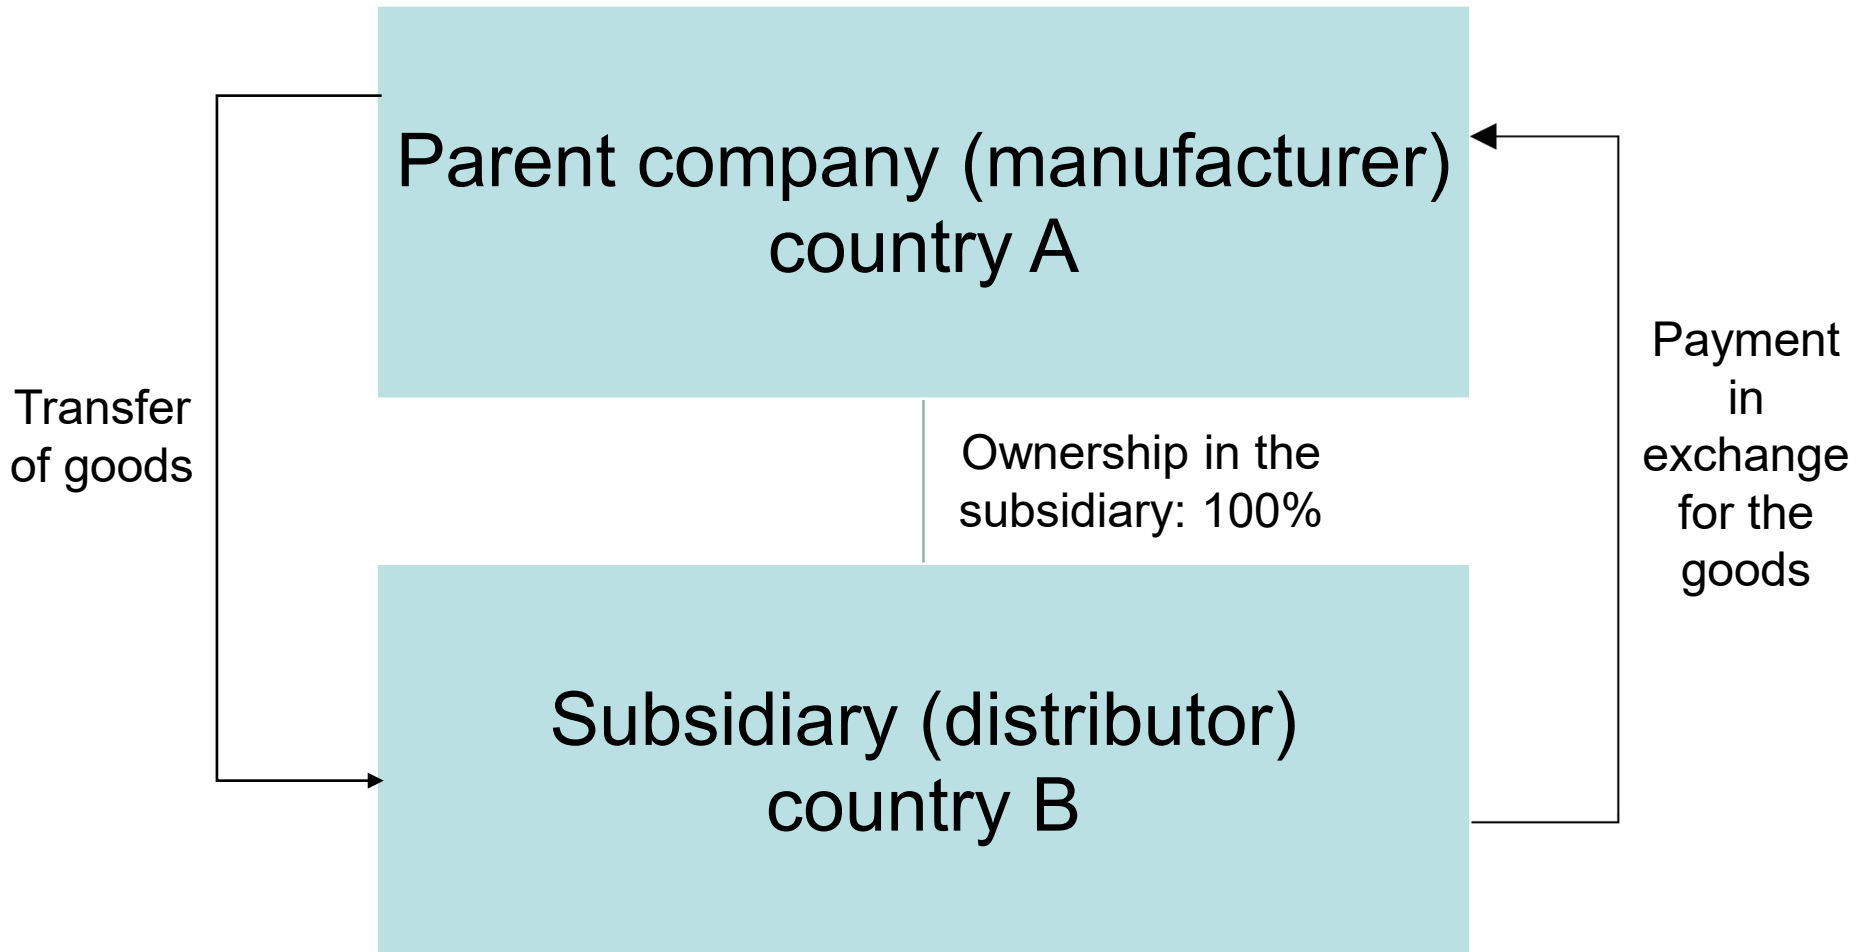 Parent company (manufacturer)
country A
Transfer
of goods
Ownership in the
subsidiary: 100%
Payment
in
exchange
for the
goods
Subsidiary (distributor)
country B